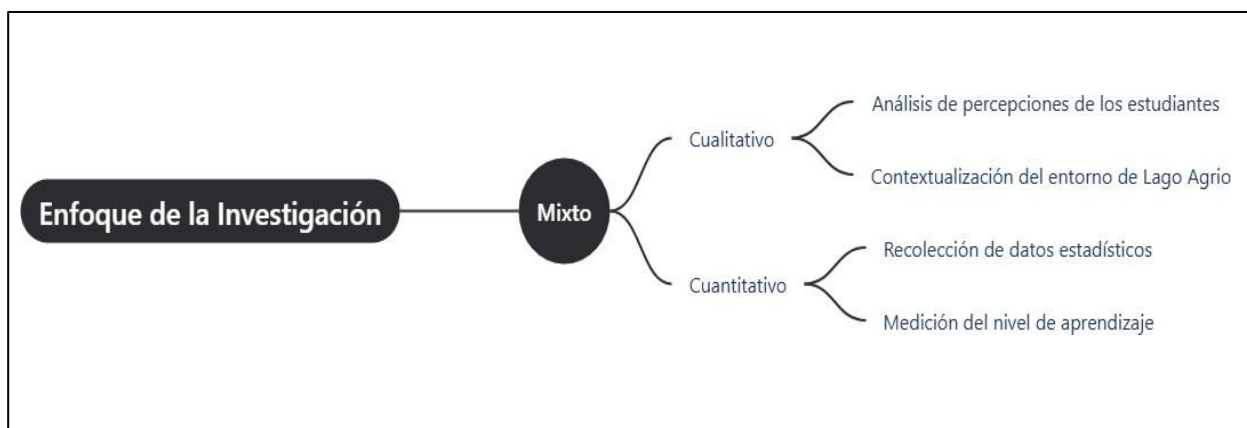 Enfoque de la Investigación
Mixto
Cualitativo
Análisis de percepciones de los estudiantes
Contextualización del entorno de Lago Agrio
Cuantitativo
Recolección de datos estadísticos
Medición del nivel de aprendizaje